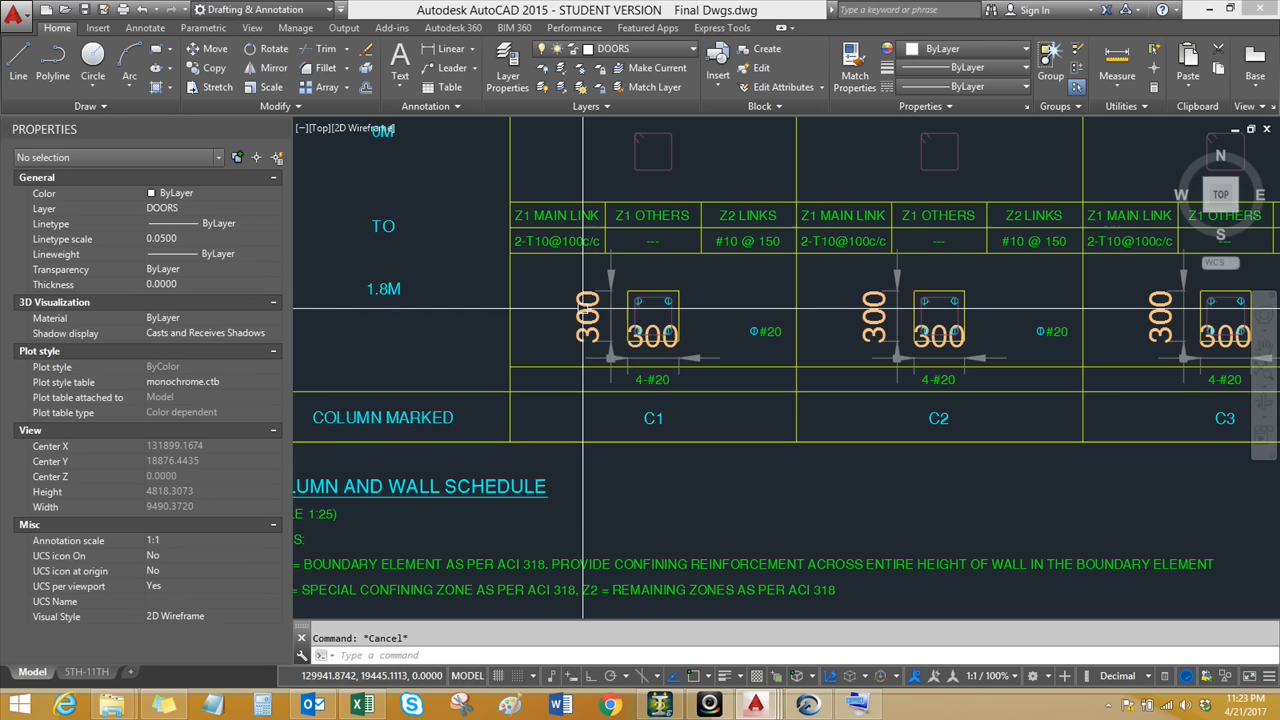 Drafting & Annotation
Autodesk AutoCAD 2015 - STUDENT VERSION Final Dwgs.dwg
Type a keyword or phrase
Sign In
Home Insert Annotate Parametric View Manage Output Add-ins Autodesk 360 BIM 360 Performance Featured Apps Express Tools
Line Polyline Circle Arc
Move Rotate Trim
Copy Mirror Fillet
Stretch Scale Array
Text
Linear
Leader
Table
Layer Properties
DOORS
Make Current
Match Layer
Insert
Create
Edit
Edit Attributes
Match Properties
ByLayer
ByLayer
ByLayer
Group
Measure
Paste
Base
Draw Modify Annotation Layers Block Properties Groups Utilities Clipboard View
PROPERTIES
No selection
General
Color ByLayer
Layer DOORS
Linetype ByLayer
Linetype scale 0.0500
Lineweight ByLayer
Transparency ByLayer
Thickness 0.0000
3D Visualization
Material ByLayer
Shadow display Casts and Receives Shadows
Plot style
Plot style ByColor
Plot style table monochrome.ctb
Plot table attached to Model
Plot table type Color dependent
View
Center X 131899.1674
Center Y 18876.4435
Center Z 0.0000
Height 4818.3073
Width 9490.3720
Misc
Annotation scale 1:1
UCS icon On No
UCS icon at origin No
UCS per viewport Yes
UCS Name
Visual Style 2D Wireframe
[−][Top][2D Wireframe]
0M
TO
1.8M
Z1 MAIN LINK Z1 OTHERS Z2 LINKS Z1 MAIN LINK Z1 OTHERS Z2 LINKS Z1 MAIN LINK Z1 OTHERS
2-T10@100c/c --- #10 @ 150 2-T10@100c/c --- #10 @ 150 2-T10@100c/c ---
300 300 Φ#20 300 300 Φ#20 300 300
4-#20 4-#20 4-#20
COLUMN MARKED C1 C2 C3
LUMN AND WALL SCHEDULE
LE 1:25)
S:
= BOUNDARY ELEMENT AS PER ACI 318. PROVIDE CONFINING REINFORCEMENT ACROSS ENTIRE HEIGHT OF WALL IN THE BOUNDARY ELEMENT
= SPECIAL CONFINING ZONE AS PER ACI 318, Z2 = REMAINING ZONES AS PER ACI 318
N
W TOP E
S
WCS
Command: *Cancel*
Type a command
Model 5TH-11TH +
129941.8742, 19445.1113, 0.0000 MODEL
1:1 / 100%
Decimal
11:23 PM
4/21/2017